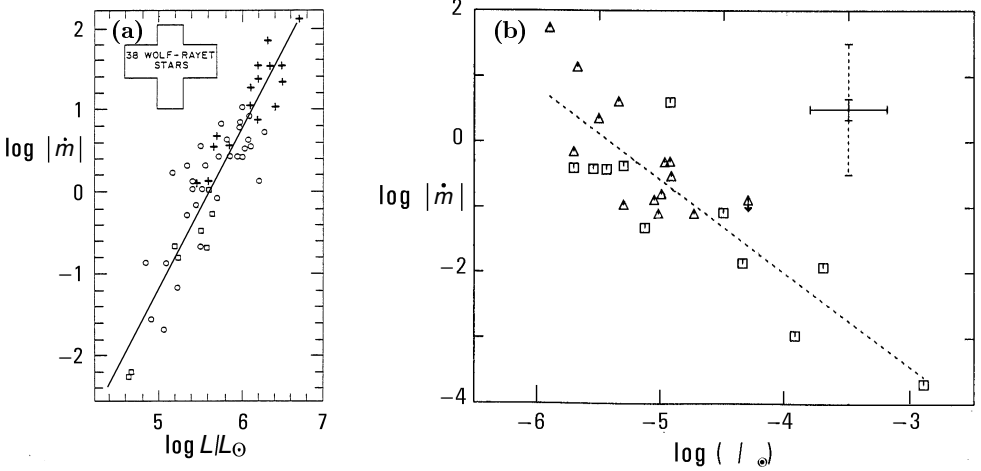 (a)
38 WOLF-RAYET
STARS
2
1
0
−1
−2
log |ṁ|
5 6 7
log L/L⊙
(b)
2
0
−2
−4
log |ṁ|
−6 −5 −4 −3
log ( / ⊙)